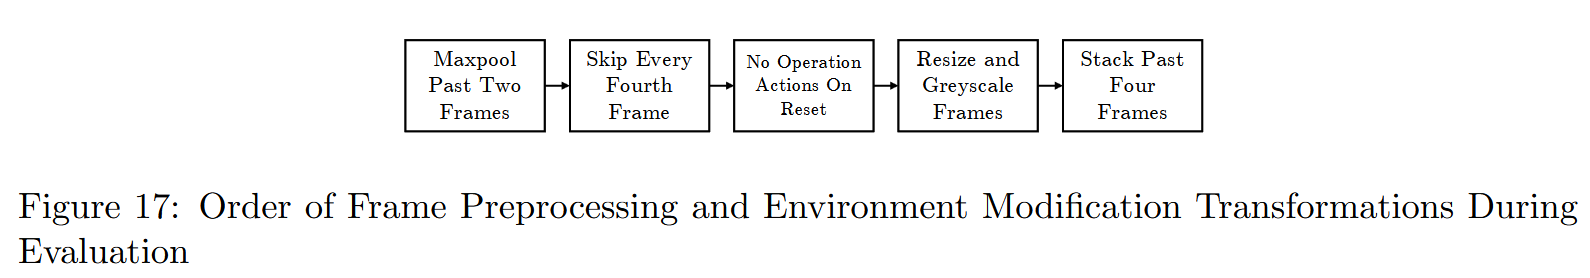 Maxpool
Past Two
Frames
Skip Every
Fourth
Frame
No Operation
Actions On
Reset
Resize and
Greyscale
Frames
Stack Past
Four
Frames
Figure 17: Order of Frame Preprocessing and Environment Modification Transformations During
Evaluation